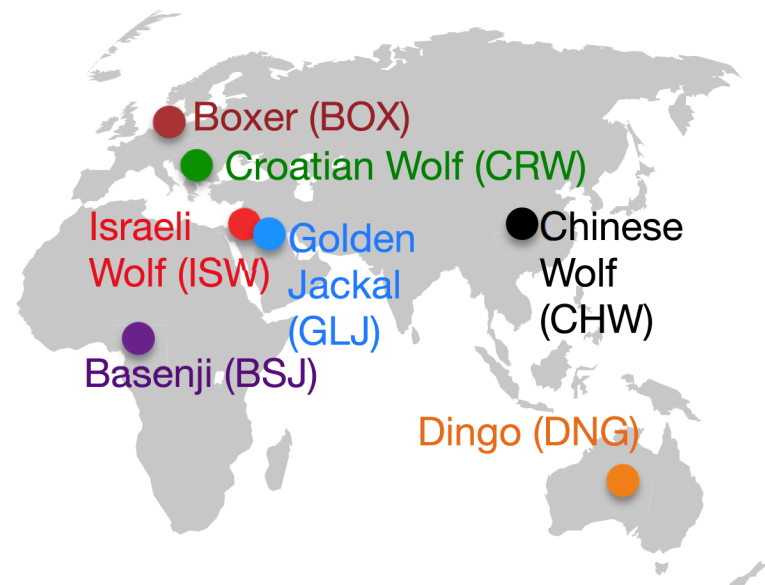 Boxer (BOX)
Croatian Wolf (CRW)
Israeli
Wolf (ISW)
Golden
Jackal
(GLJ)
Chinese
Wolf
(CHW)
Basenji (BSJ)
Dingo (DNG)